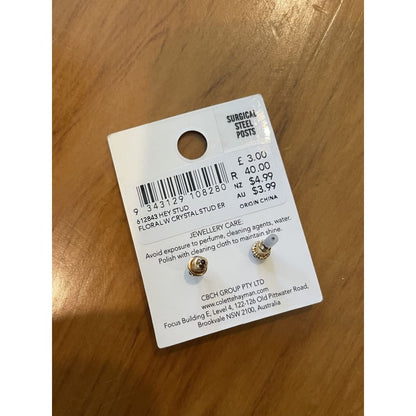 SURGICAL
STEEL
POSTS
£ 3.00
R 40.00
NZ $4.99
AU $3.99
ORIGIN CHINA
9 343129 108280
612843 HEY STUD
FLORAL W CRYSTAL STUD ER
JEWELLERY CARE:
Avoid exposure to perfume, cleaning agents, water.
Polish with cleaning cloth to maintain shine.
CBCH GROUP PTY LTD
www.colettehayman.com
Focus Building E, Level 4, 122-126 Old Pittwater Road,
Brookvale NSW 2100, Australia